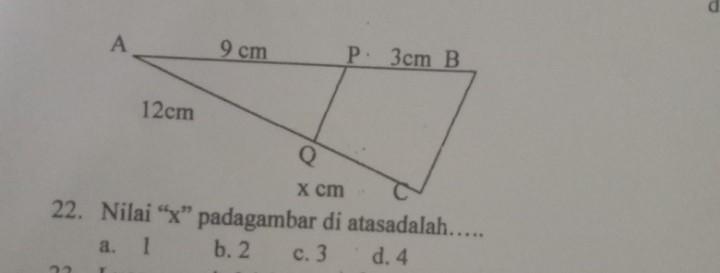 A 9 cm P 3cm B
12cm
Q
x cm C
22. Nilai “x” padagambar di atasadalah.....
a. 1 b. 2 c. 3 d. 4